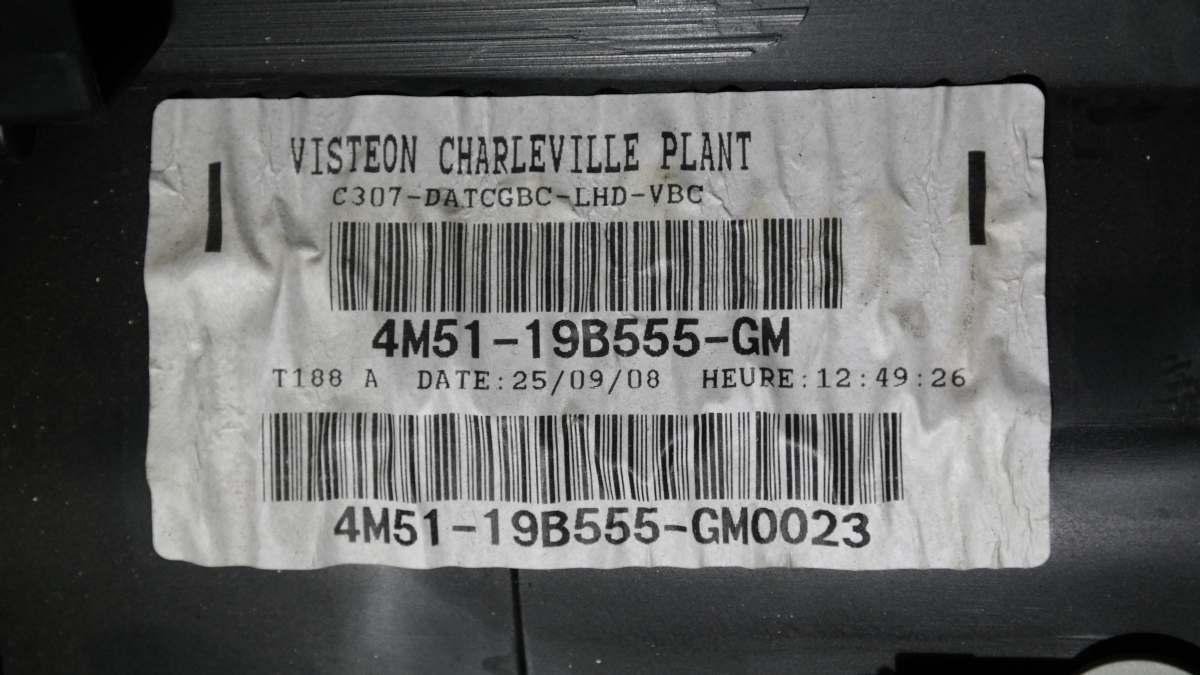 VISTEON CHARLEVILLE PLANT
C307-DATCGBC-LHD-VBC
4M51-19B555-GM
T188 A DATE:25/09/08 HEURE:12:49:26
4M51-19B555-GM0023